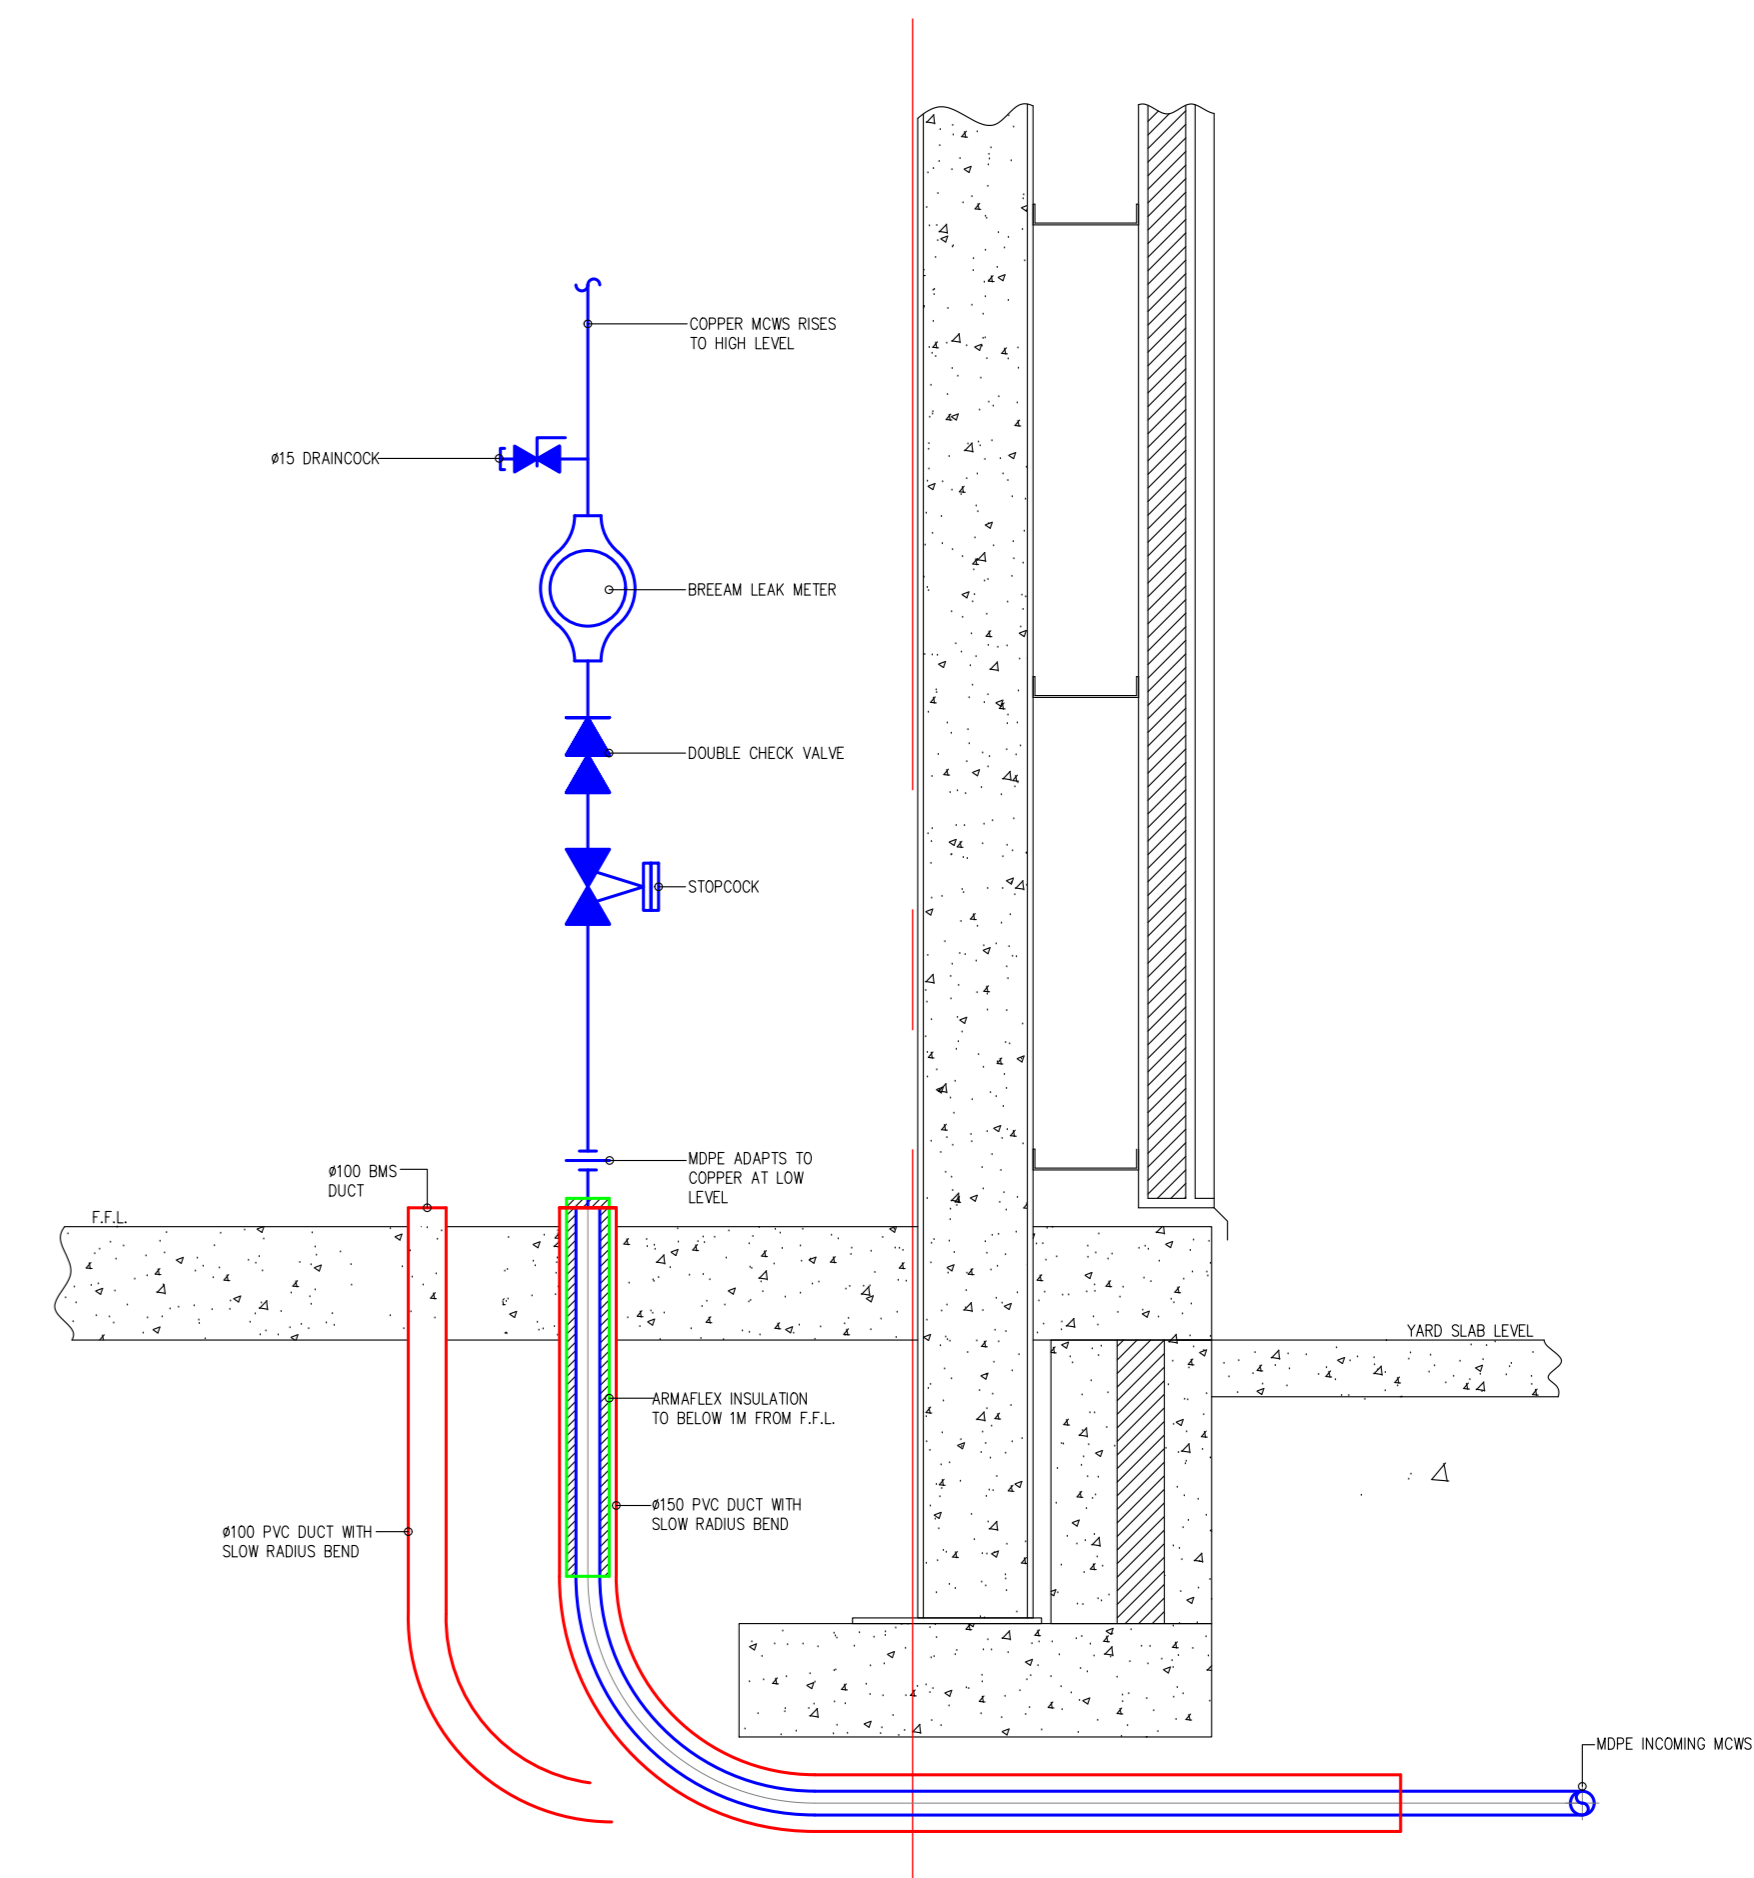 COPPER MCWS RISES
TO HIGH LEVEL
ø15 DRAINCOCK
BREEAM LEAK METER
DOUBLE CHECK VALVE
STOPCOCK
MDPE ADAPTS TO
COPPER AT LOW
LEVEL
ø100 BMS
DUCT
F.F.L.
YARD SLAB LEVEL
ARMAFLEX INSULATION
TO BELOW 1M FROM F.F.L.
ø150 PVC DUCT WITH
SLOW RADIUS BEND
ø100 PVC DUCT WITH
SLOW RADIUS BEND
MDPE INCOMING MCWS